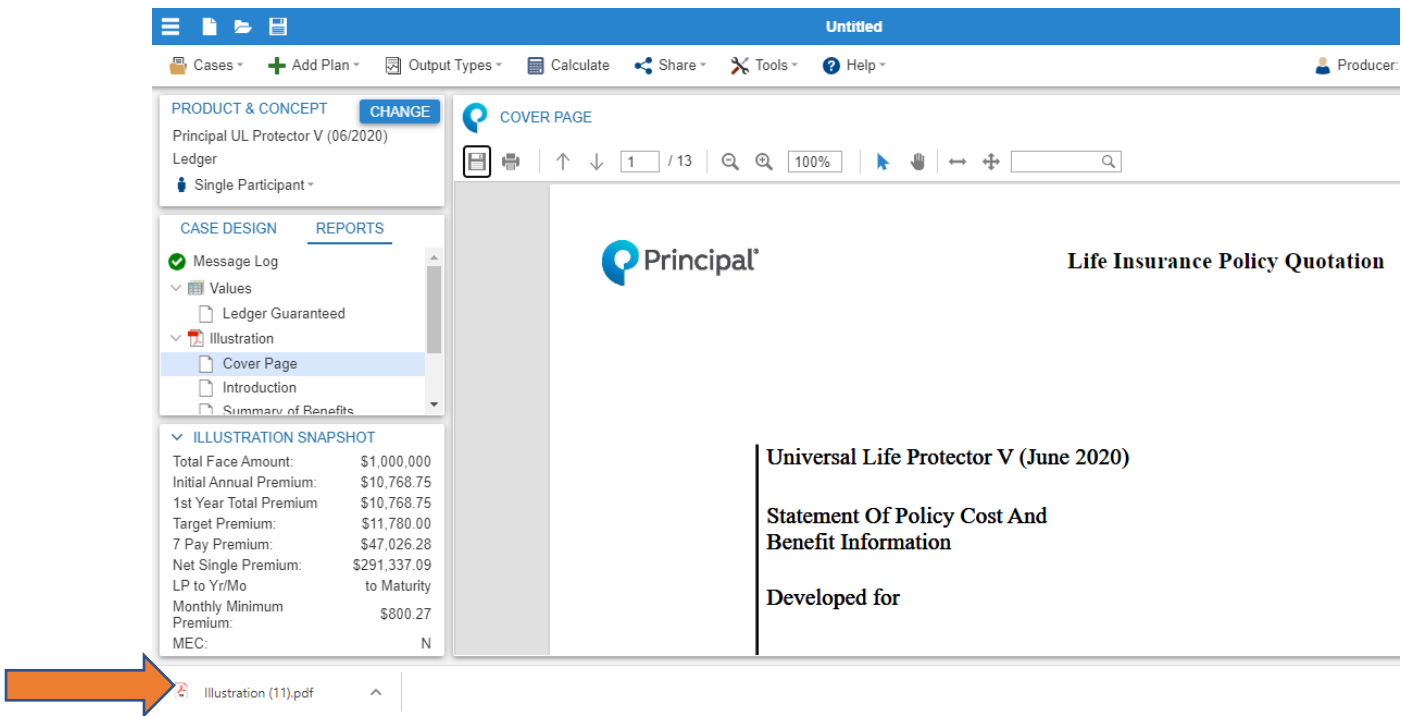 Untitled
Cases Add Plan Output Types Calculate Share Tools Help Producer:
PRODUCT & CONCEPT CHANGE
Principal UL Protector V (06/2020)
Ledger
Single Participant
CASE DESIGN REPORTS
Message Log
Values
Ledger Guaranteed
Illustration
Cover Page
Introduction
Summary of Benefits
ILLUSTRATION SNAPSHOT
Total Face Amount: $1,000,000
Initial Annual Premium: $10,768.75
1st Year Total Premium $10,768.75
Target Premium: $11,780.00
7 Pay Premium: $47,026.28
Net Single Premium: $291,337.09
LP to Yr/Mo to Maturity
Monthly Minimum
Premium: $800.27
MEC: N
COVER PAGE
1 / 13 100%
Principal®
Life Insurance Policy Quotation
Universal Life Protector V (June 2020)
Statement Of Policy Cost And
Benefit Information
Developed for
Illustration (11).pdf